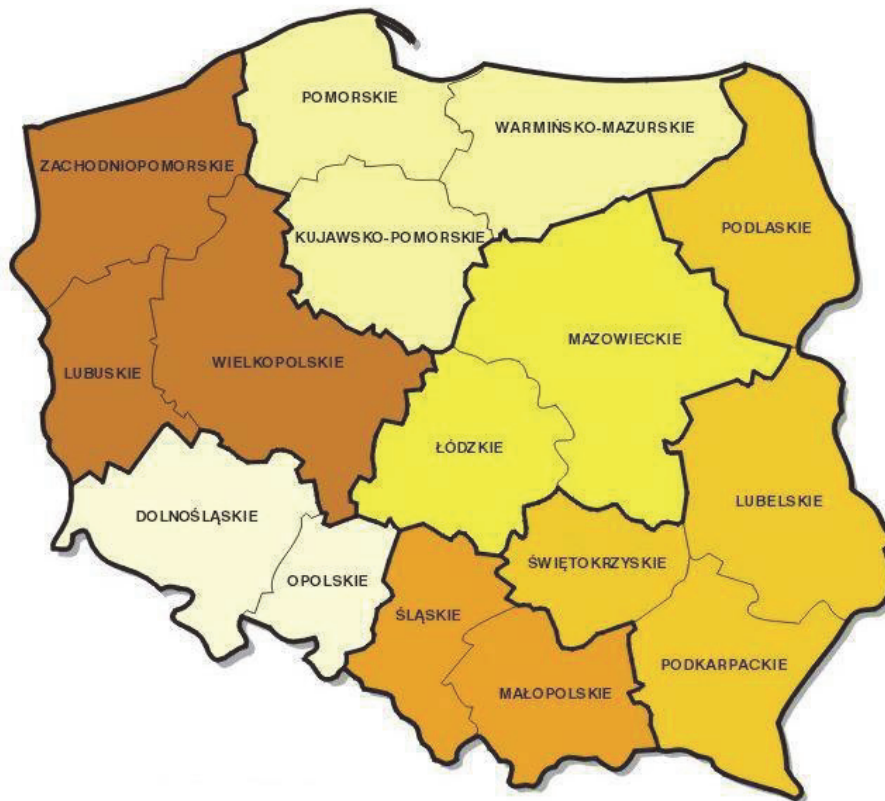 POMORSKIE
WARMIŃSKO-MAZURSKIE
ZACHODNIOPOMORSKIE
PODLASKIE
KUJAWSKO-POMORSKIE
MAZOWIECKIE
WIELKOPOLSKIE
LUBUSKIE
ŁÓDZKIE
LUBELSKIE
DOLNOŚLĄSKIE
ŚWIĘTOKRZYSKIE
OPOLSKIE
ŚLĄSKIE
PODKARPACKIE
MAŁOPOLSKIE